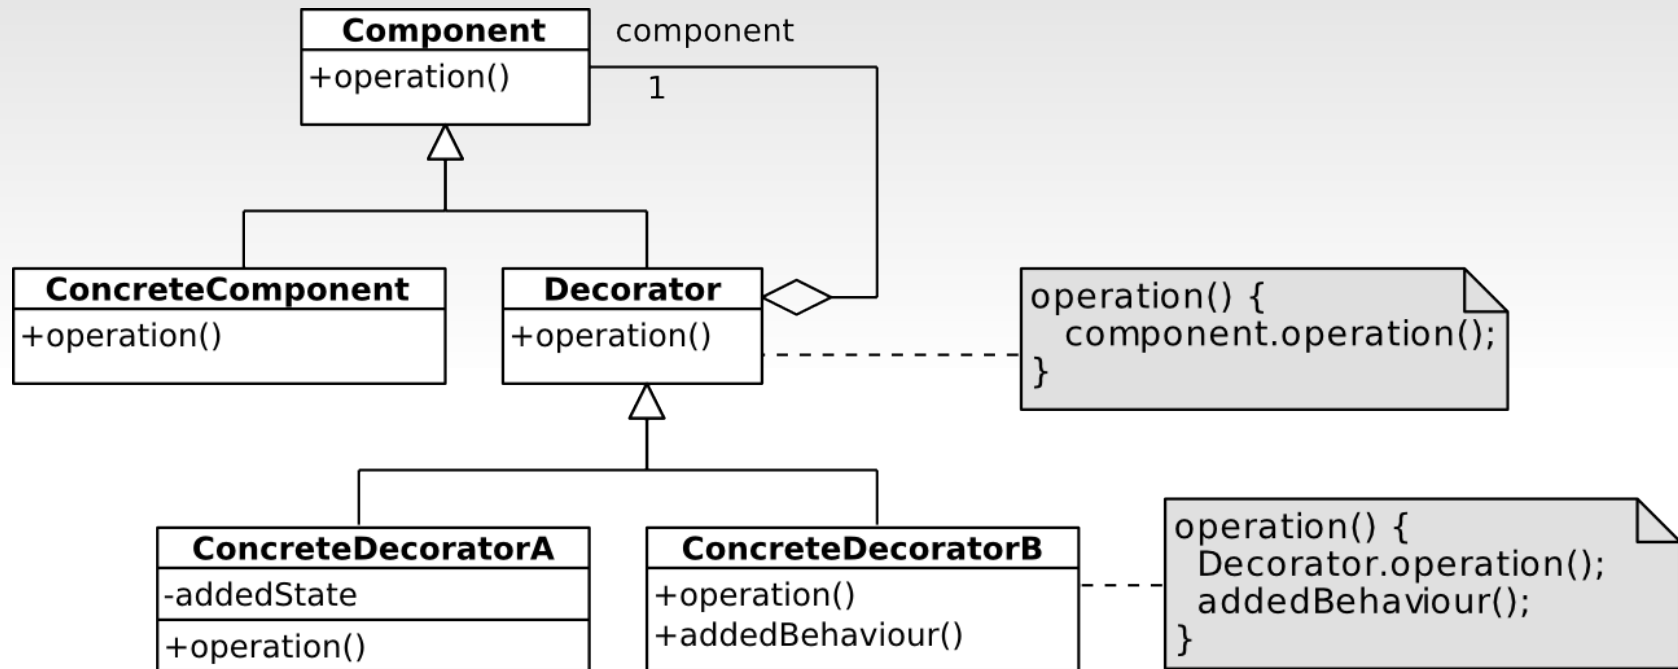 Component
+operation()
component
1
ConcreteComponent
+operation()
Decorator
+operation()
operation() {
component.operation();
}
ConcreteDecoratorA
-addedState
+operation()
ConcreteDecoratorB
+operation()
+addedBehaviour()
operation() {
Decorator.operation();
addedBehaviour();
}